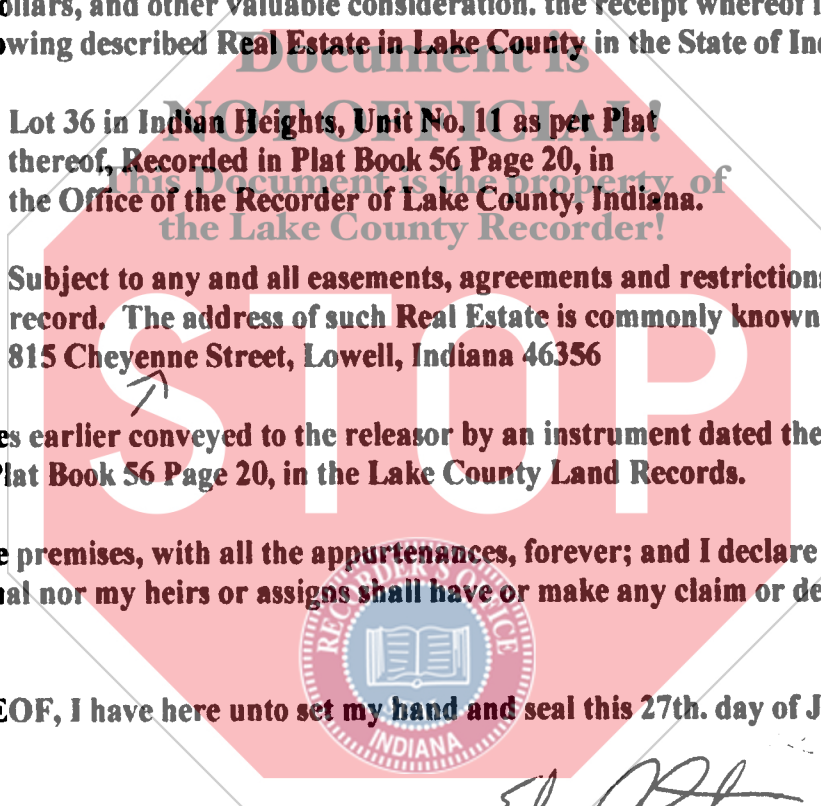 ollars, and other valuable consideration. the receipt whereof
owing described Real Estate in Lake County in the State of Ind
Document is
Lot 36 in Indian Heights, Unit No. 11 as per Plat
NOT OFFICIAL!
thereof, Recorded in Plat Book 56 Page 20, in
This Document is the property of
the Office of the Recorder of Lake County, Indiana.
the Lake County Recorder!
Subject to any and all easements, agreements and restrictions
record. The address of such Real Estate is commonly known
815 Cheyenne Street, Lowell, Indiana 46356
STOP
es earlier conveyed to the releasor by an instrument dated the
Plat Book 56 Page 20, in the Lake County Land Records.
e premises, with all the appurtenances, forever; and I declare
nal nor my heirs or assigns shall have or make any claim or de
RECORDER'S OFFICE
EOF, I have here unto set my hand and seal this 27th. day of J
INDIANA